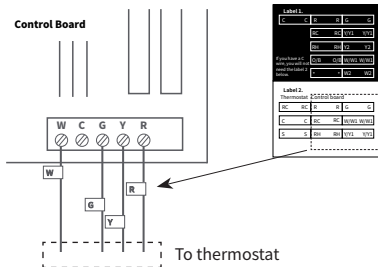 Control Board
W C G Y R
W
G
Y
R
To thermostat
Label 1.
C C R R G G
RC RC Y/Y1 Y/Y1
RH RH Y2 Y2
If you have a C
wire, you will not
need the label 2
below.
O/B O/B W/W1 W/W1
* * W2 W2
Label 2.
Thermostat Control board
RC RC R R G G
C C RC RC W/W1 W/W1
S S RH RH Y/Y1 Y/Y1